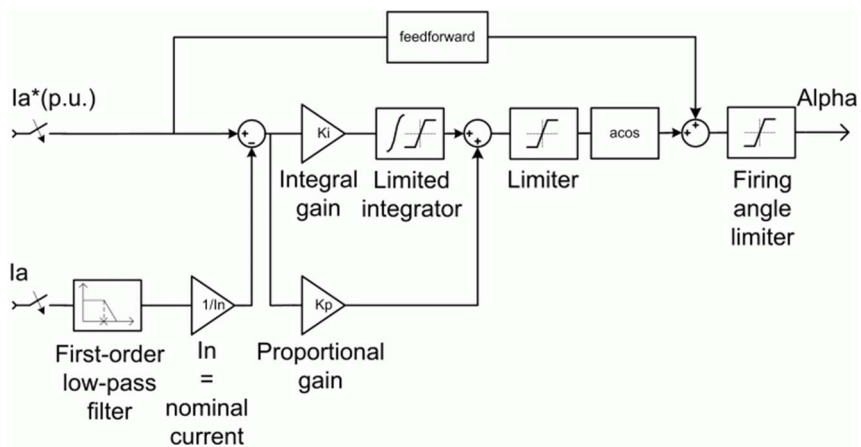 feedforward
Ia*(p.u.)
Alpha
+
-
Ki
+
+
acos
+
+
Integral
gain
Limited
integrator
Limiter
Firing
angle
limiter
Ia
1/In
Kp
First-order
low-pass
filter
In
=
nominal
current
Proportional
gain